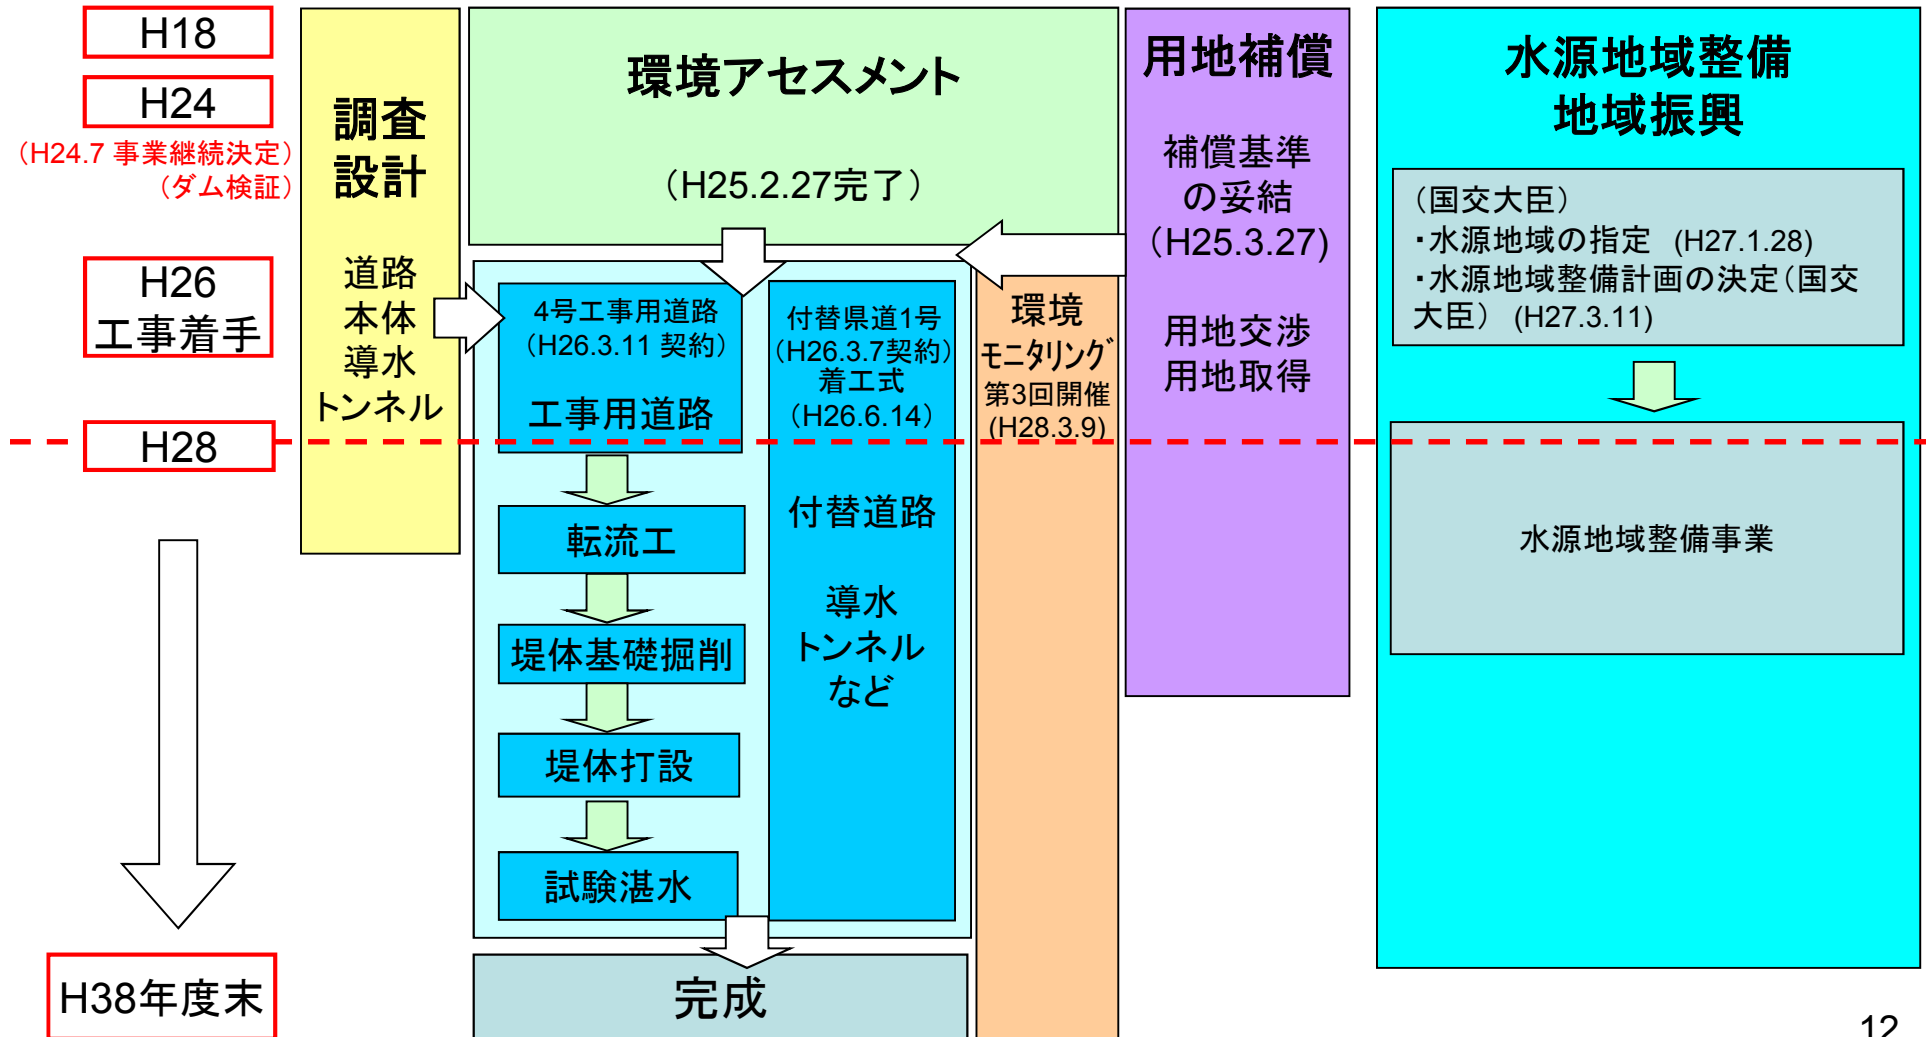 H18
H24
（H24.7 事業継続決定）
（ダム検証）
H26
工事着手
H28
H38年度末
調査
設計
道路
本体
導水
トンネル
環境アセスメント
（H25.2.27完了）
4号工事用道路
（H26.3.11 契約）
工事用道路
転流工
堤体基礎掘削
堤体打設
試験湛水
付替県道1号
（H26.3.7契約）
着工式
（H26.6.14）
付替道路
導水
トンネル
など
完成
環境
ﾓﾆﾀﾘﾝｸﾞ
第3回開催
(H28.3.9)
用地補償
補償基準
の妥結
（H25.3.27)
用地交渉
用地取得
水源地域整備
地域振興
（国交大臣）
・水源地域の指定 (H27.1.28)
・水源地域整備計画の決定（国交
大臣） (H27.3.11)
水源地域整備事業
12